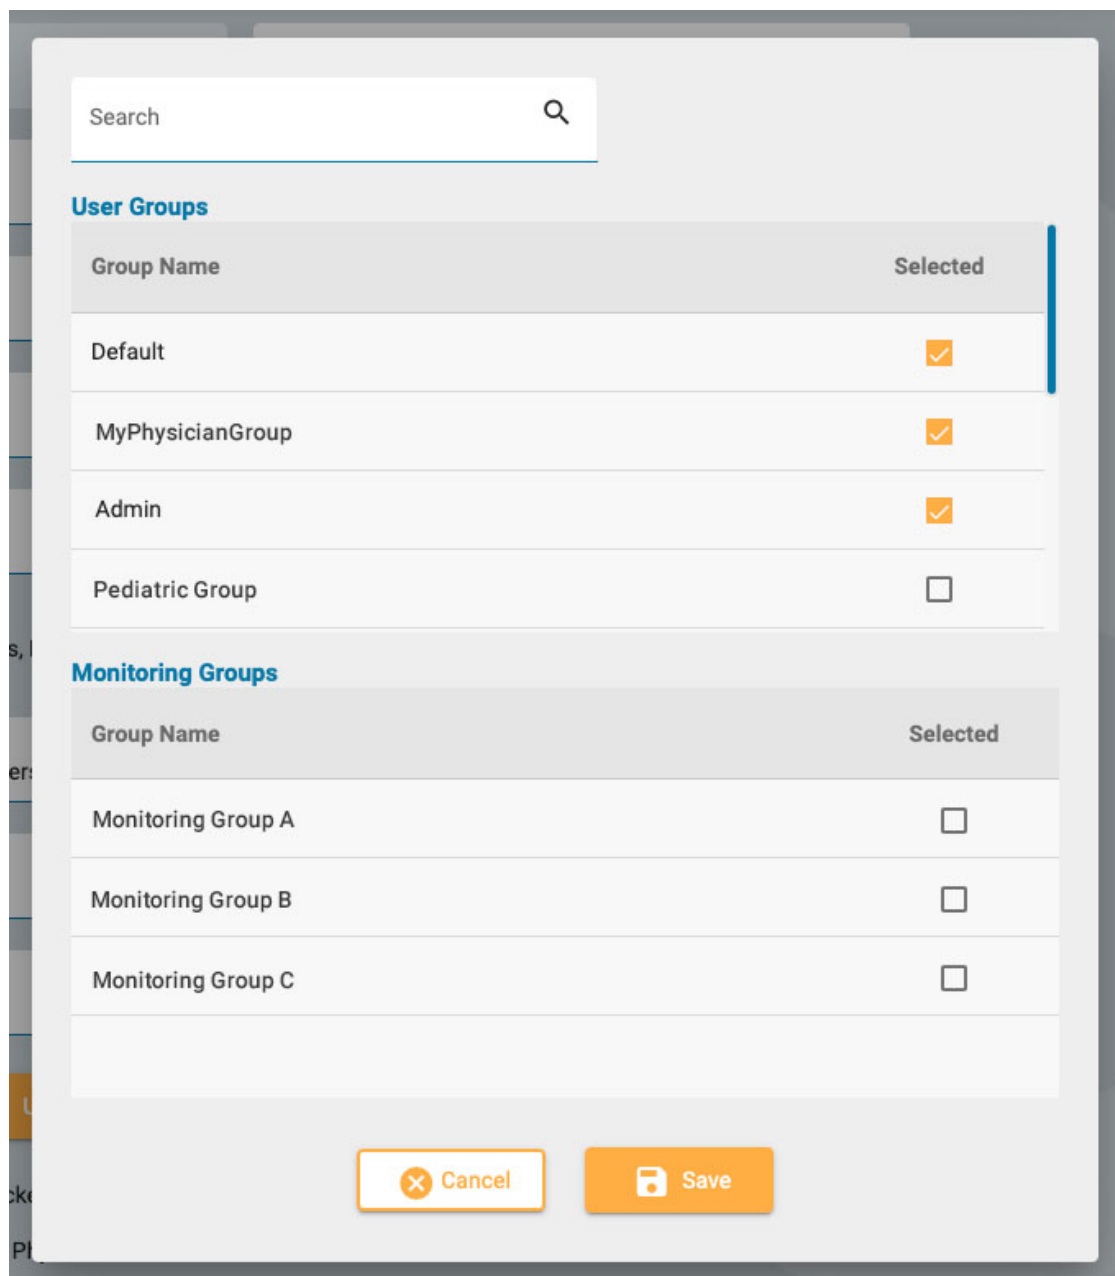 Search
User Groups
Group Name Selected
Default
MyPhysicianGroup
Admin
Pediatric Group
s,
Monitoring Groups
Group Name Selected
ers
Monitoring Group A
Monitoring Group B
Monitoring Group C
Cancel Save